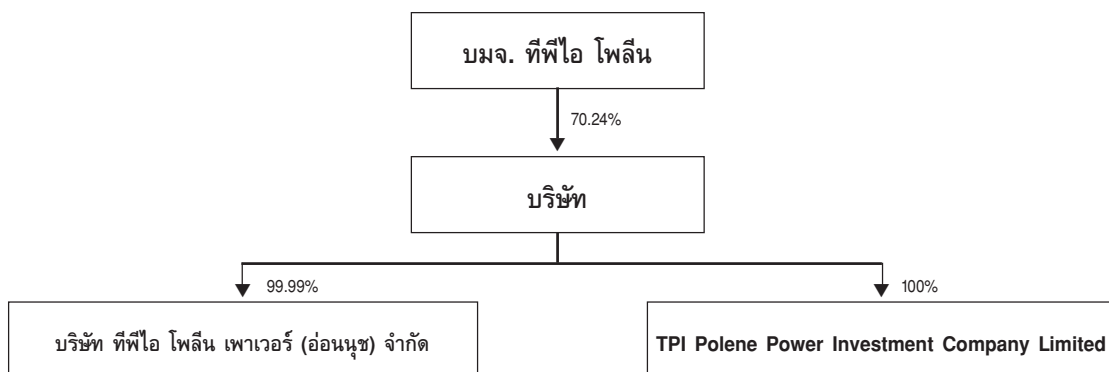 บมจ. ทีพีไอ โพลีน
70.24%
บริษัท
99.99%
100%
บริษัท ทีพีไอ โพลีน เพาเวอร์ (อ่อนนุช) จำกัด
TPI Polene Power Investment Company Limited